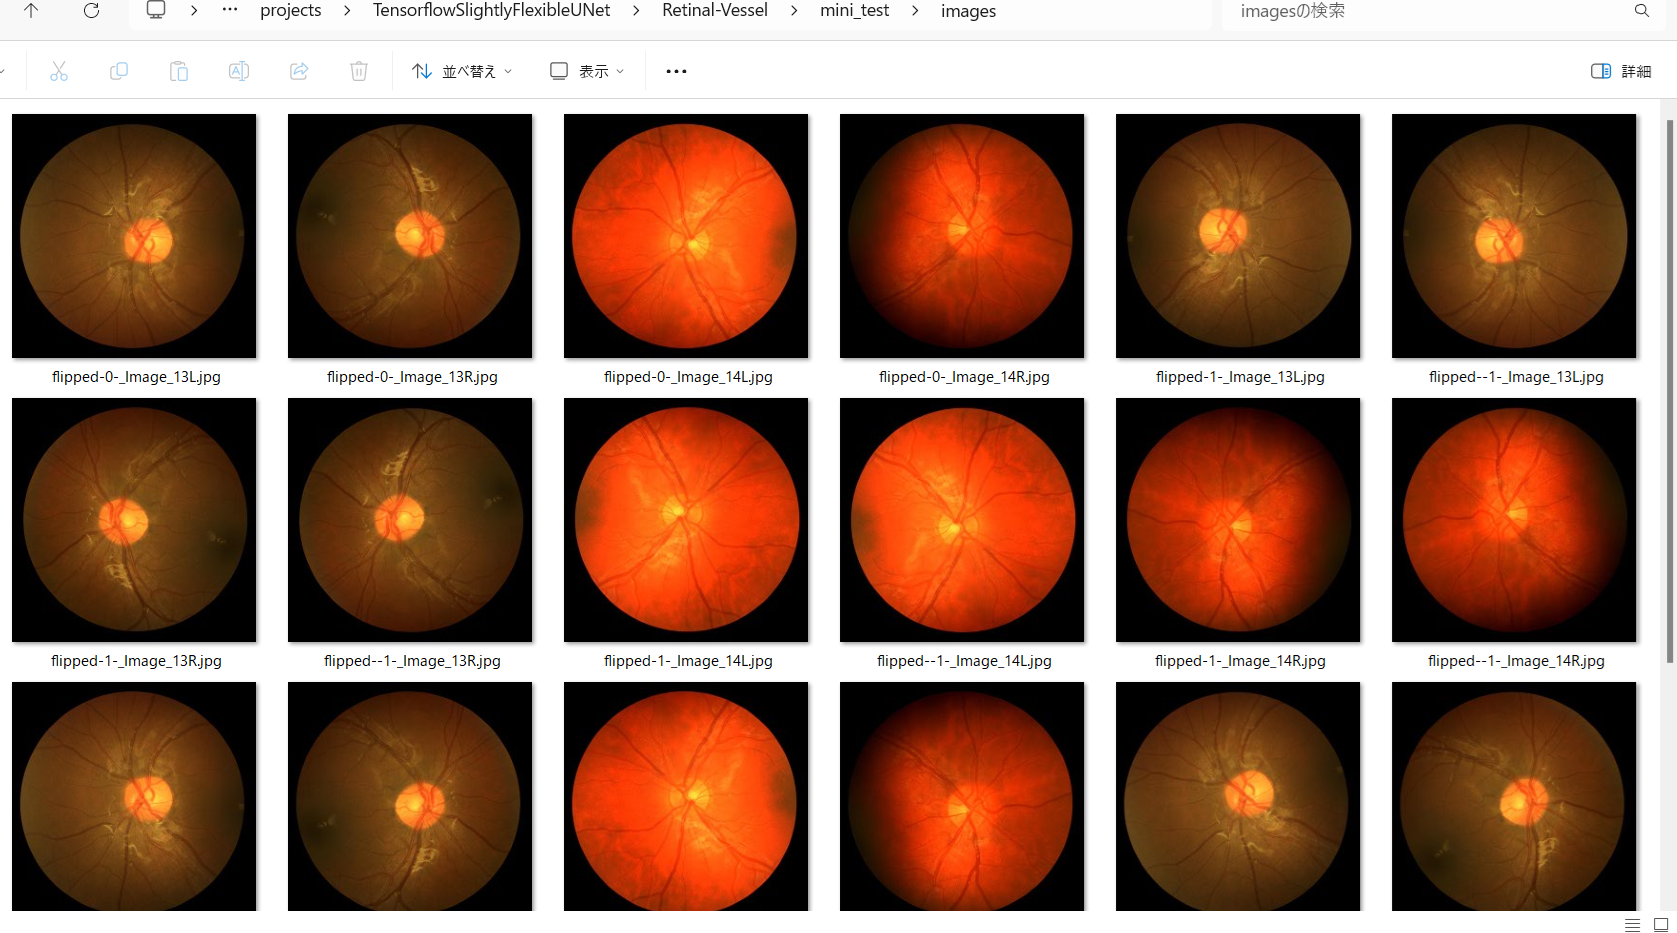 projects > TensorflowSlightlyFlexibleUNet > Retinal-Vessel > mini_test > images
imagesの検索
並べ替え
表示
詳細
flipped-0-_Image_13L.jpg
flipped-0-_Image_13R.jpg
flipped-0-_Image_14L.jpg
flipped-0-_Image_14R.jpg
flipped-1-_Image_13L.jpg
flipped--1-_Image_13L.jpg
flipped-1-_Image_13R.jpg
flipped--1-_Image_13R.jpg
flipped-1-_Image_14L.jpg
flipped--1-_Image_14L.jpg
flipped-1-_Image_14R.jpg
flipped--1-_Image_14R.jpg